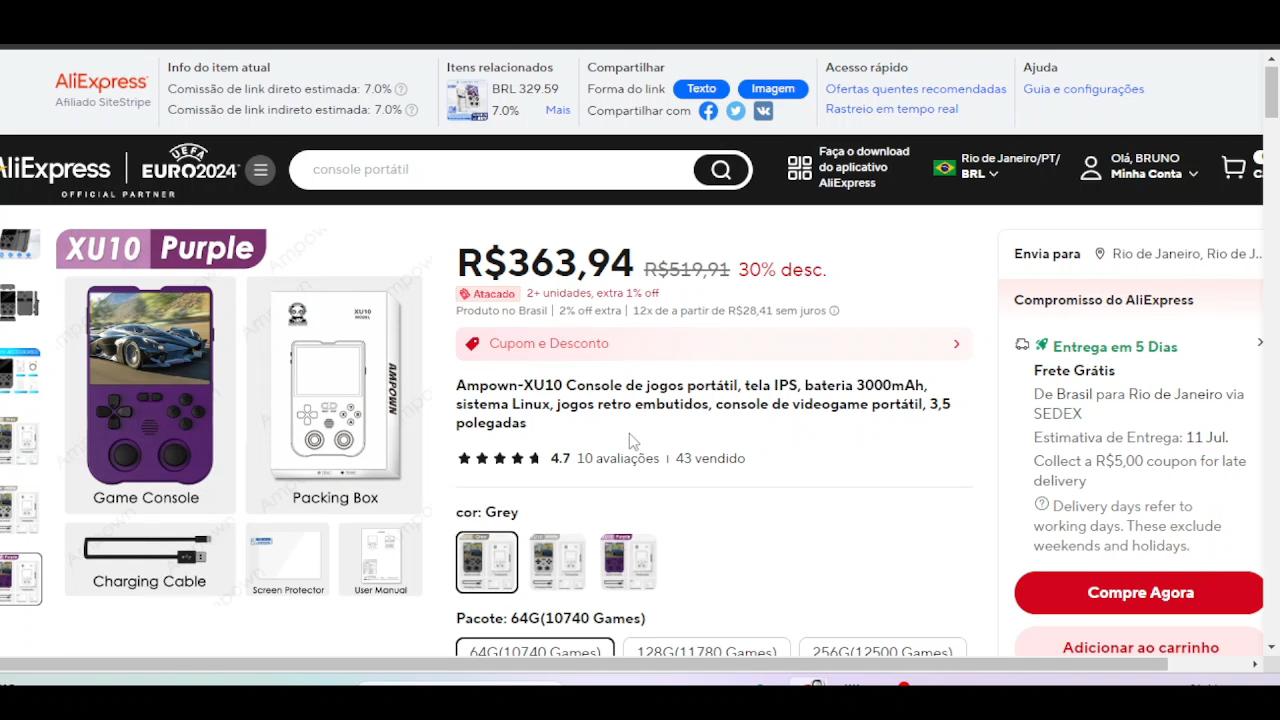 AliExpress
Afiliado SiteStripe
Info do item atual
Comissão de link direto estimada: 7.0%
Comissão de link indireto estimada: 7.0%
Itens relacionados
BRL 329.59
7.0% Mais
Compartilhar
Forma do link Texto Imagem
Compartilhar com
Acesso rápido
Ofertas quentes recomendadas
Rastreio em tempo real
Ajuda
Guia e configurações
AliExpress
UEFA
EURO2024
OFFICIAL PARTNER
console portátil
Faça o download
do aplicativo
AliExpress
Rio de Janeiro/PT/
BRL
Olá, BRUNO
Minha Conta
XU10 Purple
Ampown
XU10
MODEL
AMPOWN
Game Console
Packing Box
Charging Cable
Screen Protector
User Manual
R$363,94 R$519,91 30% desc.
Atacado 2+ unidades, extra 1% off
Produto no Brasil | 2% off extra | 12x de a partir de R$28,41 sem juros
Cupom e Desconto
Ampown-XU10 Console de jogos portátil, tela IPS, bateria 3000mAh,
sistema Linux, jogos retro embutidos, console de videogame portátil, 3,5
polegadas
4.7 10 avaliações | 43 vendido
cor: Grey
Pacote: 64G(10740 Games)
64G(10740 Games) 128G(11780 Games) 256G(12500 Games)
Envia para Rio de Janeiro, Rio de J...
Compromisso do AliExpress
Entrega em 5 Dias
Frete Grátis
De Brasil para Rio de Janeiro via
SEDEX
Estimativa de Entrega: 11 Jul.
Collect a R$5,00 coupon for late
delivery
Delivery days refer to
working days. These exclude
weekends and holidays.
Compre Agora
Adicionar ao carrinho